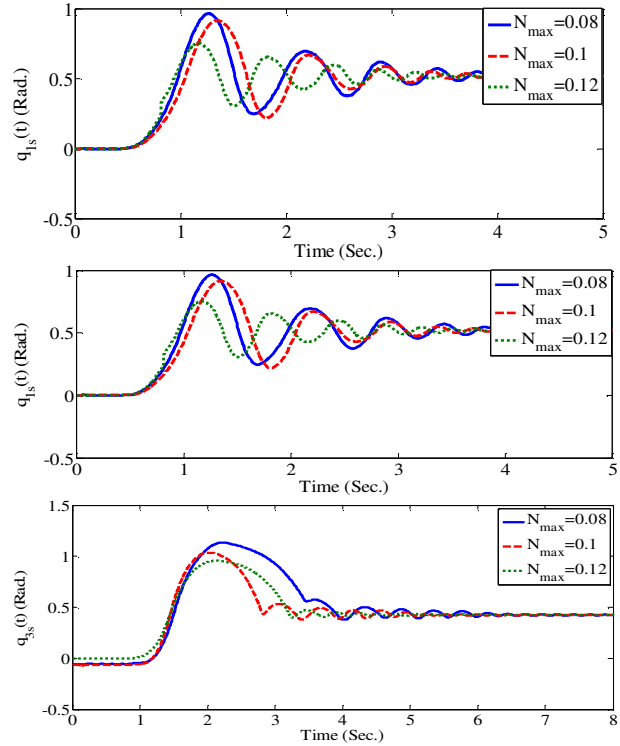 1
0.5
0
-0.5
0
1
2
3
4
5
q1s(t) (Rad.)
Time (Sec.)
Nmax=0.08
Nmax=0.1
Nmax=0.12
1
0.5
0
-0.5
0
1
2
3
4
5
q1s(t) (Rad.)
Time (Sec.)
Nmax=0.08
Nmax=0.1
Nmax=0.12
1.5
1
0.5
0
-0.5
0
1
2
3
4
5
6
7
8
q3s(t) (Rad.)
Time (Sec.)
Nmax=0.08
Nmax=0.1
Nmax=0.12